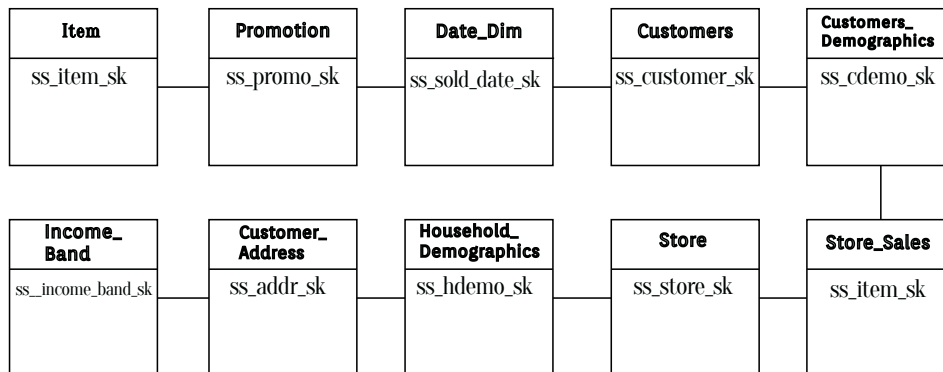 Item
ss_item_sk
Promotion
ss_promo_sk
Date_Dim
ss_sold_date_sk
Customers
ss_customer_sk
Customers_
Demographics
ss_cdemo_sk
Income_
Band
ss__income_band_sk
Customer_
Address
ss_addr_sk
Household_
Demographics
ss_hdemo_sk
Store
ss_store_sk
Store_Sales
ss_item_sk